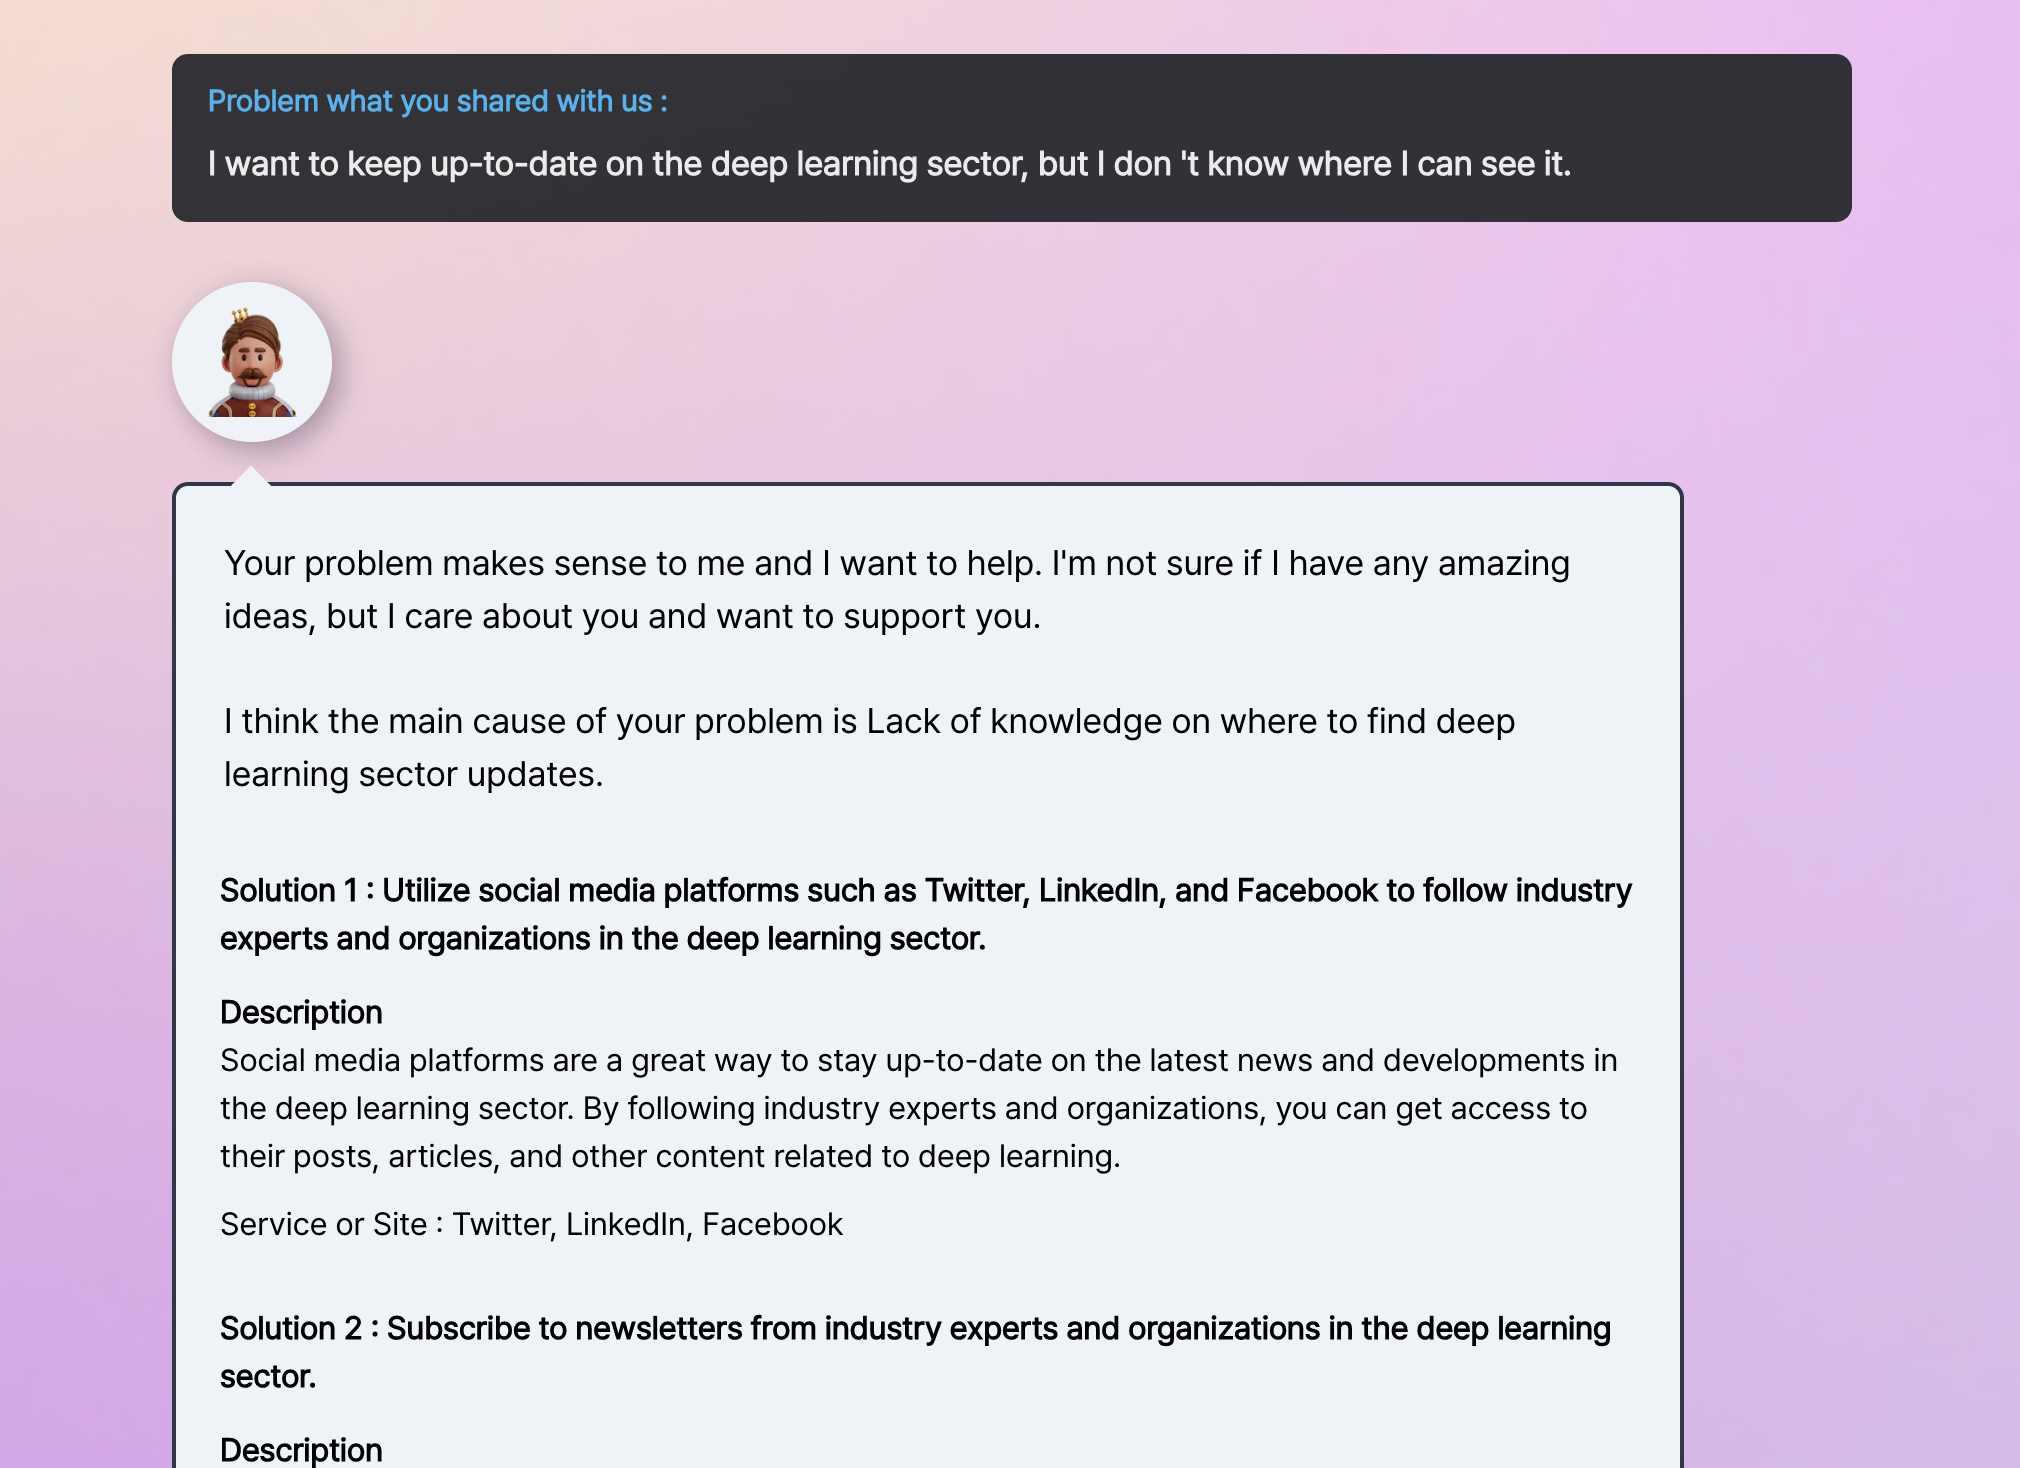 Problem what you shared with us :
I want to keep up-to-date on the deep learning sector, but I don 't know where I can see it.
Your problem makes sense to me and I want to help. I'm not sure if I have any amazing
ideas, but I care about you and want to support you.
I think the main cause of your problem is Lack of knowledge on where to find deep
learning sector updates.
Solution 1 : Utilize social media platforms such as Twitter, LinkedIn, and Facebook to follow industry
experts and organizations in the deep learning sector.
Description
Social media platforms are a great way to stay up-to-date on the latest news and developments in
the deep learning sector. By following industry experts and organizations, you can get access to
their posts, articles, and other content related to deep learning.
Service or Site : Twitter, LinkedIn, Facebook
Solution 2 : Subscribe to newsletters from industry experts and organizations in the deep learning
sector.
Description